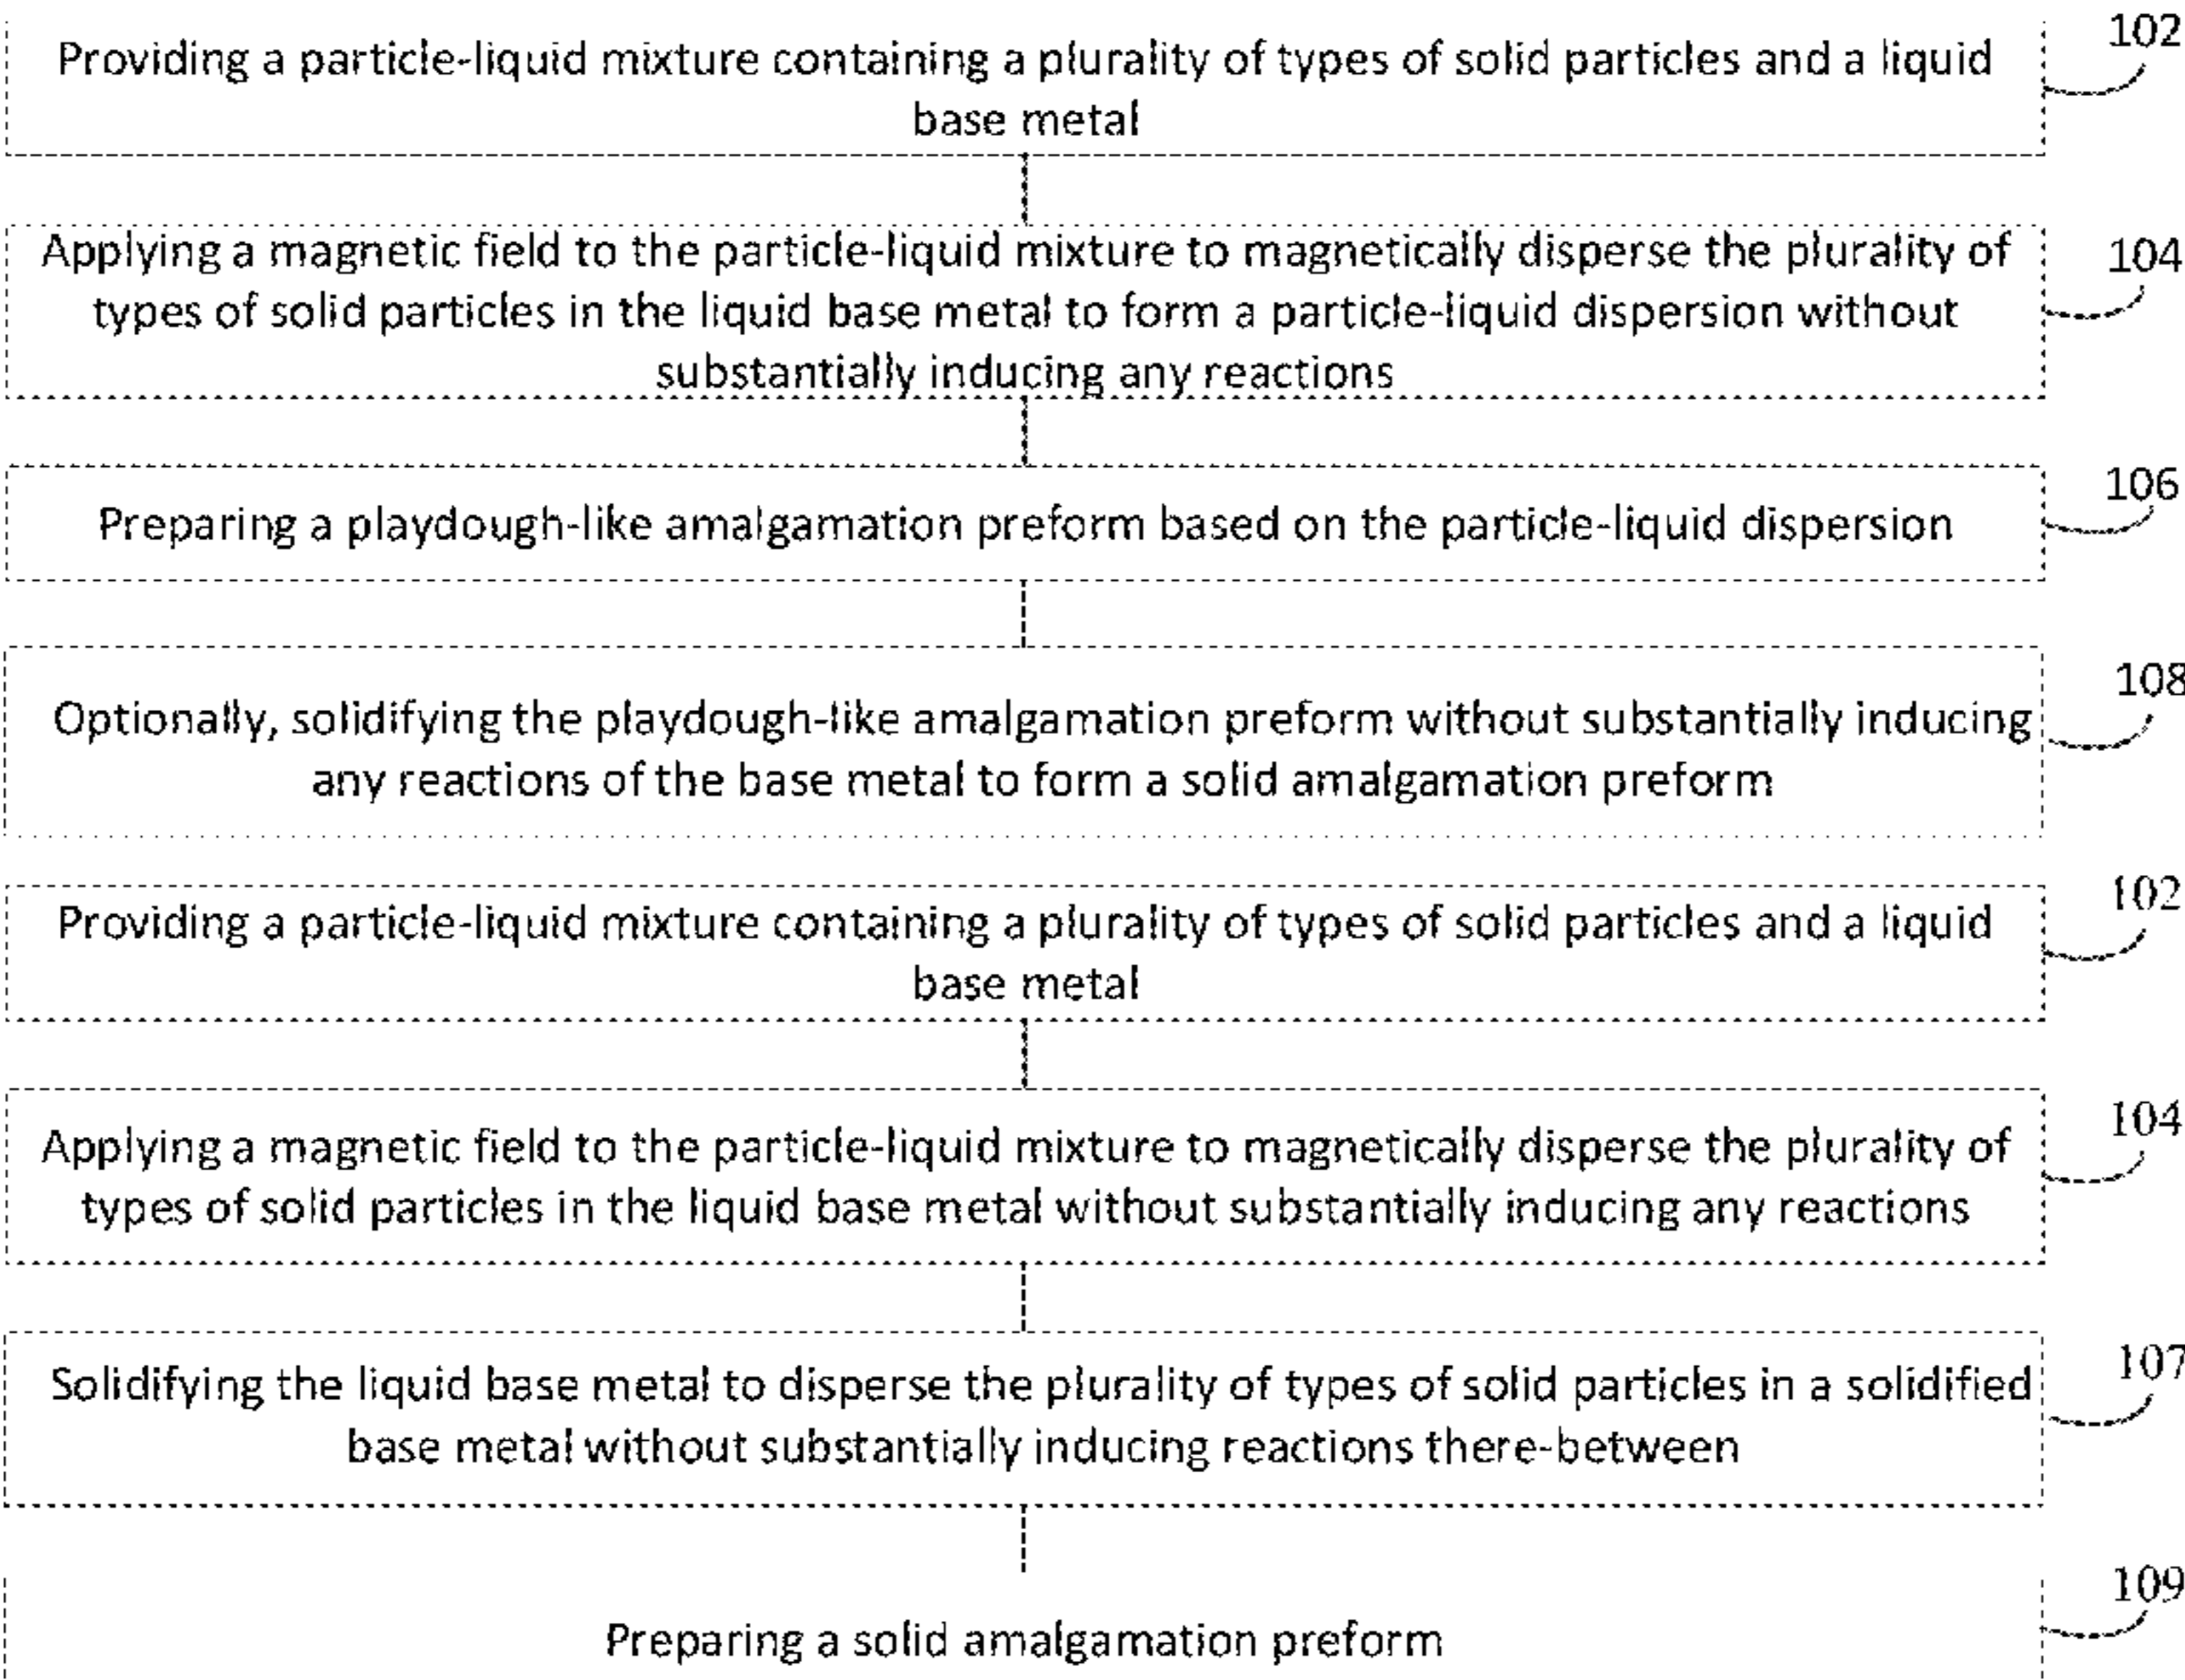 Providing a particle-liquid mixture containing a plurality of types of solid particles and a liquid
base metal
102
Applying a magnetic field to the particle-liquid mixture to magnetically disperse the plurality of
types of solid particles in the liquid base metal to form a particle-liquid dispersion without
substantially inducing any reactions
104
Preparing a playdough-like amalgamation preform based on the particle-liquid dispersion
106
Optionally, solidifying the playdough-like amalgamation preform without substantially inducing
any reactions of the base metal to form a solid amalgamation preform
108
Providing a particle-liquid mixture containing a plurality of types of solid particles and a liquid
base metal
102
Applying a magnetic field to the particle-liquid mixture to magnetically disperse the plurality of
types of solid particles in the liquid base metal without substantially inducing any reactions
104
Solidifying the liquid base metal to disperse the plurality of types of solid particles in a solidified
base metal without substantially inducing reactions there-between
107
Preparing a solid amalgamation preform
109